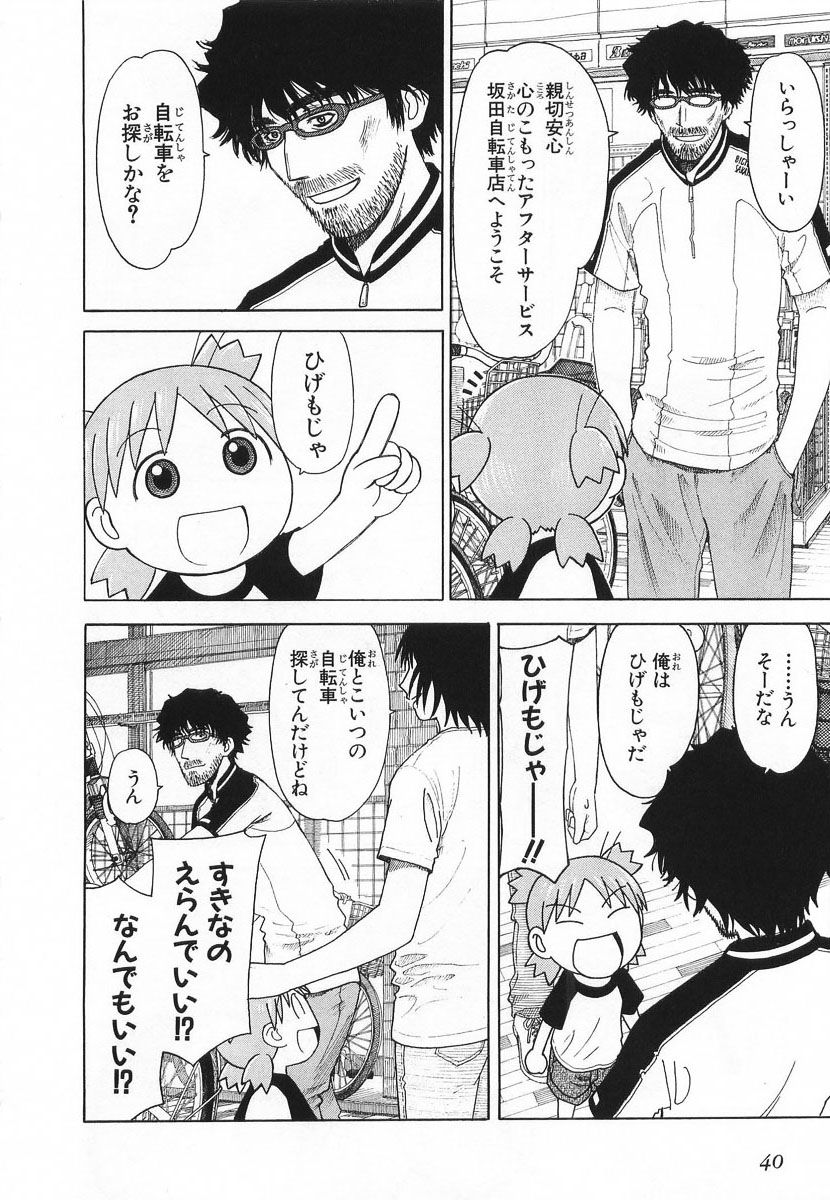 いらっしゃーい
親切安心
心のこもったアフターサービス
坂田自転車店へようこそ
自転車を
お探しかな?
ひげもじゃ
……うん
そーだな
俺は
ひげもじゃだ
ひげもじゃーーー!!
俺とこいつの
自転車
探してんだけどね
うん
すきなの
えらんでいい!?
なんでもいい!?
40